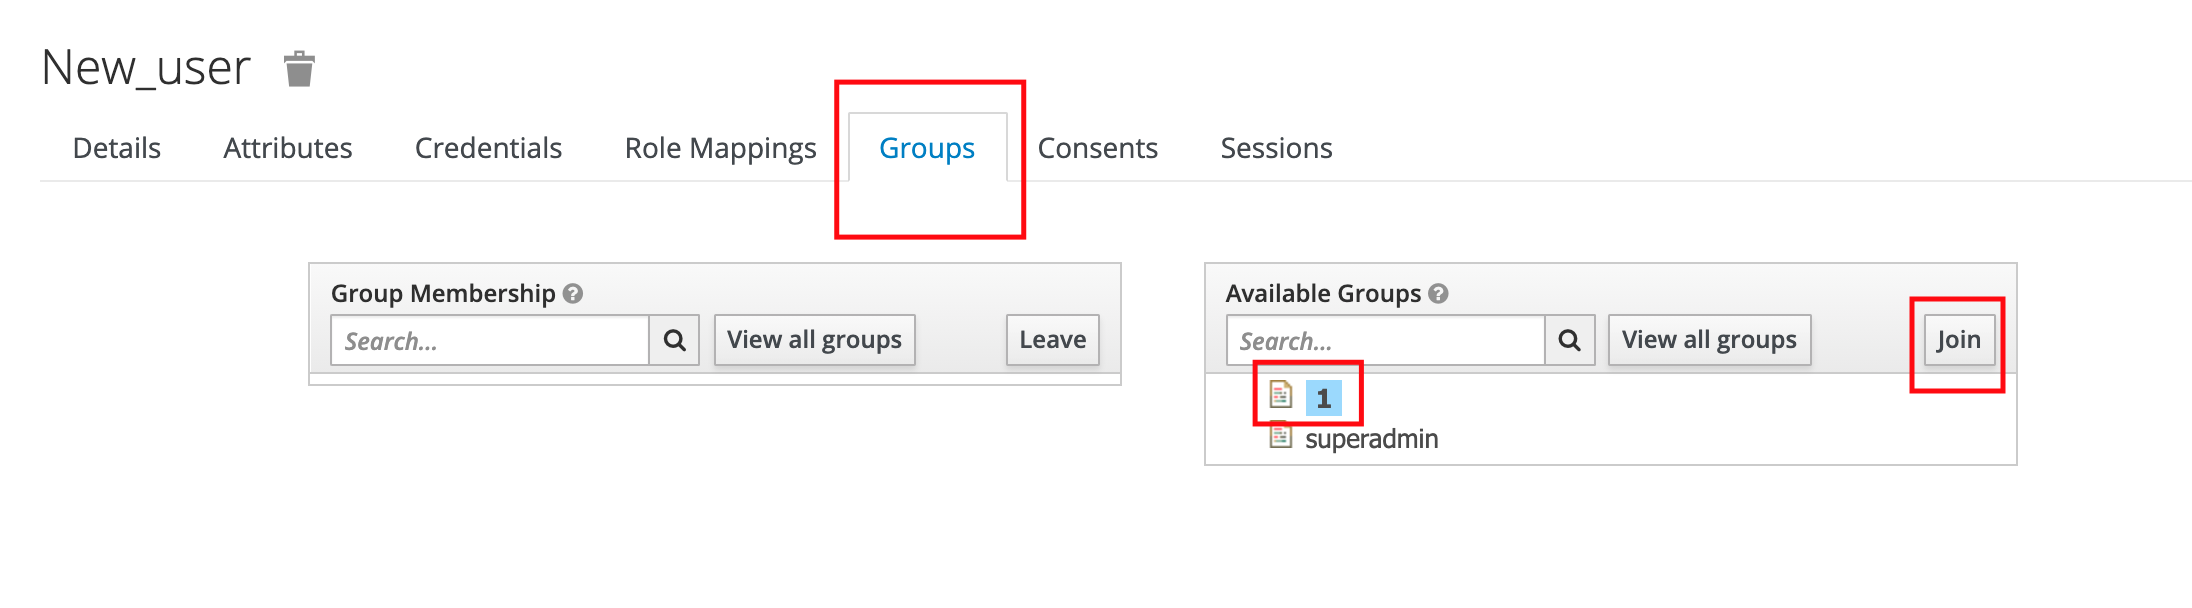 New_user
Details Attributes Credentials Role Mappings Groups Consents Sessions
Group Membership ?
Search...
View all groups
Leave
Available Groups ?
Search...
View all groups
Join
1
superadmin